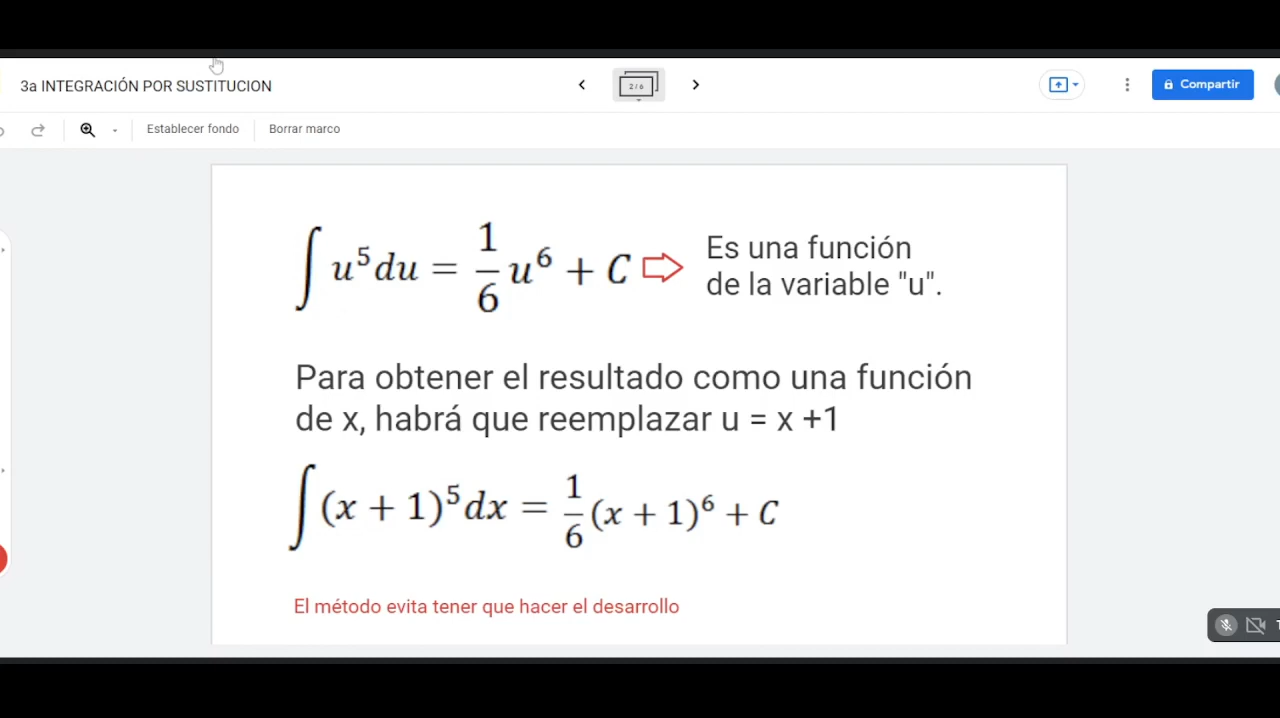 3a INTEGRACIÓN POR SUSTITUCION
2 / 6
Compartir
Establecer fondo
Borrar marco
∫ u⁵du = 1/6 u⁶ + C
Es una función
de la variable "u".
Para obtener el resultado como una función
de x, habrá que reemplazar u = x +1
∫ (x + 1)⁵dx = 1/6 (x + 1)⁶ + C
El método evita tener que hacer el desarrollo